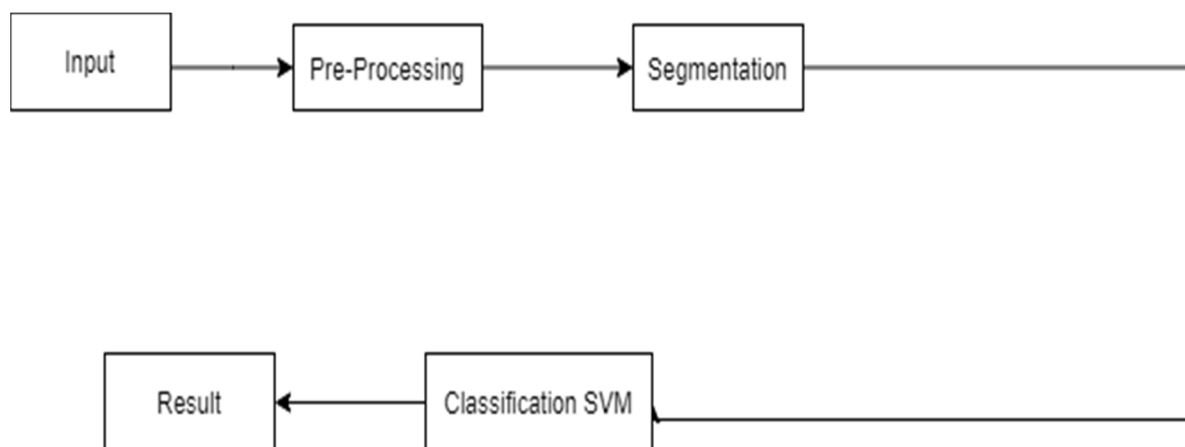 Input
Pre-Processing
Segmentation
Result
Classification SVM